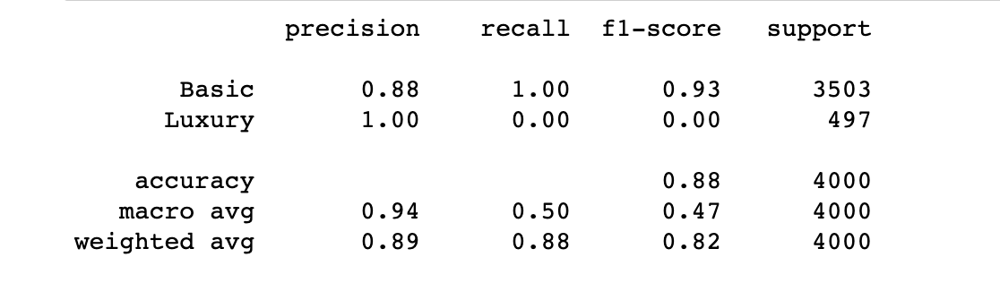 precision recall f1-score support
Basic 0.88 1.00 0.93 3503
Luxury 1.00 0.00 0.00 497
accuracy 0.88 4000
macro avg 0.94 0.50 0.47 4000
weighted avg 0.89 0.88 0.82 4000